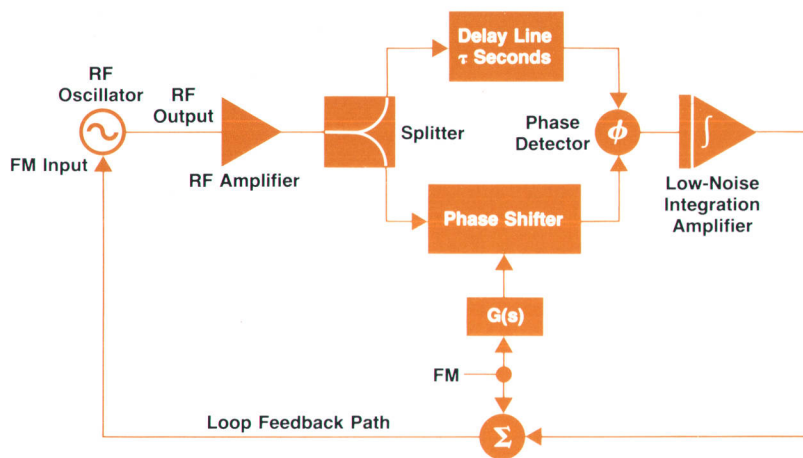 Delay Line
τ Seconds
RF
Oscillator
RF
Output
Splitter
Phase
Detector
ϕ
∫
FM Input
RF Amplifier
Low-Noise
Integration
Amplifier
Phase Shifter
G(s)
FM
Loop Feedback Path
Σ